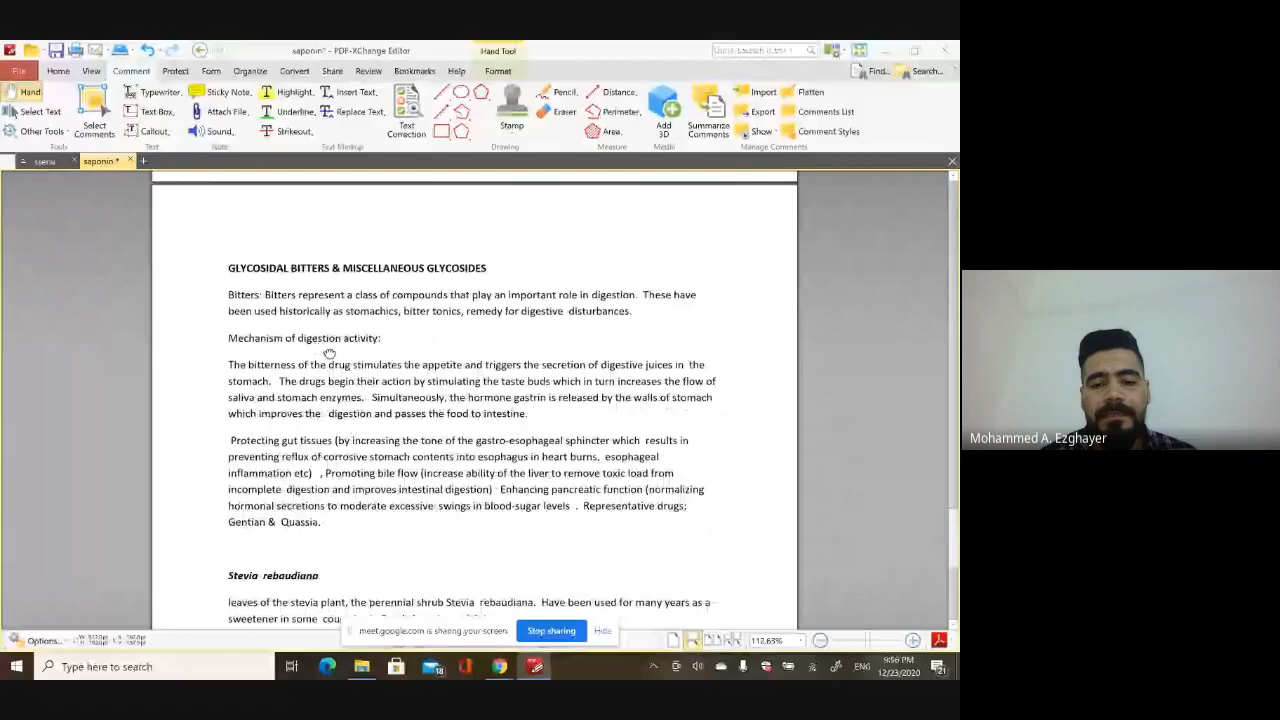 saponin* - PDF-XChange Editor
Hand Tool
File Home View Comment Protect Form Organize Convert Share Review Bookmarks Help Format Find... Search...
Hand Typewriter Sticky Note Highlight Insert Text Pencil Distance Import Flatten
Select Text Text Box Attach File Underline Replace Text Eraser Perimeter Export Comments List
Other Tools Select Comments Callout Sound Strikeout Text Correction Stamp Area Add 3D Summarize Comments Show Comment Styles
Tools Text Note Text Markup Drawing Measure Media Manage Comments
saponin *
GLYCOSIDAL BITTERS & MISCELLANEOUS GLYCOSIDES
Bitters: Bitters represent a class of compounds that play an important role in digestion. These have
been used historically as stomachics, bitter tonics, remedy for digestive disturbances.
Mechanism of digestion activity:
The bitterness of the drug stimulates the appetite and triggers the secretion of digestive juices in the
stomach. The drugs begin their action by stimulating the taste buds which in turn increases the flow of
saliva and stomach enzymes. Simultaneously, the hormone gastrin is released by the walls of stomach
which improves the digestion and passes the food to intestine.
Protecting gut tissues (by increasing the tone of the gastro-esophageal sphincter which results in
preventing reflux of corrosive stomach contents into esophagus in heart burns, esophageal
inflammation etc) , Promoting bile flow (increase ability of the liver to remove toxic load from
incomplete digestion and improves intestinal digestion) Enhancing pancreatic function (normalizing
hormonal secretions to moderate excessive swings in blood-sugar levels . Representative drugs;
Gentian & Quassia.
Stevia rebaudiana
leaves of the stevia plant, the perennial shrub Stevia rebaudiana. Have been used for many years as a
sweetener in some
meet.google.com is sharing your screen. Stop sharing Hide
Options... 112.63%
Type here to search
18
ENG
9:56 PM
12/23/2020
21
Mohammed A. Ezghayer